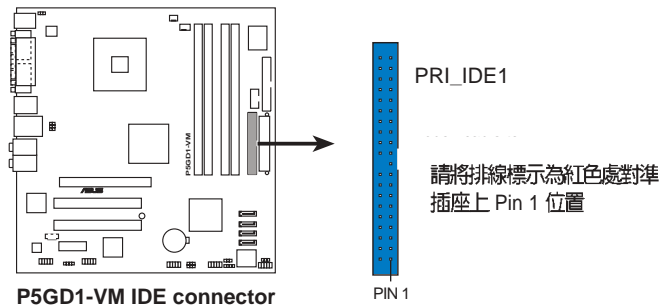 PRI_IDE1
請將排線標示為紅色處對準
插座上 Pin 1 位置
PIN 1
P5GD1-VM
ASUS
P5GD1-VM IDE connector